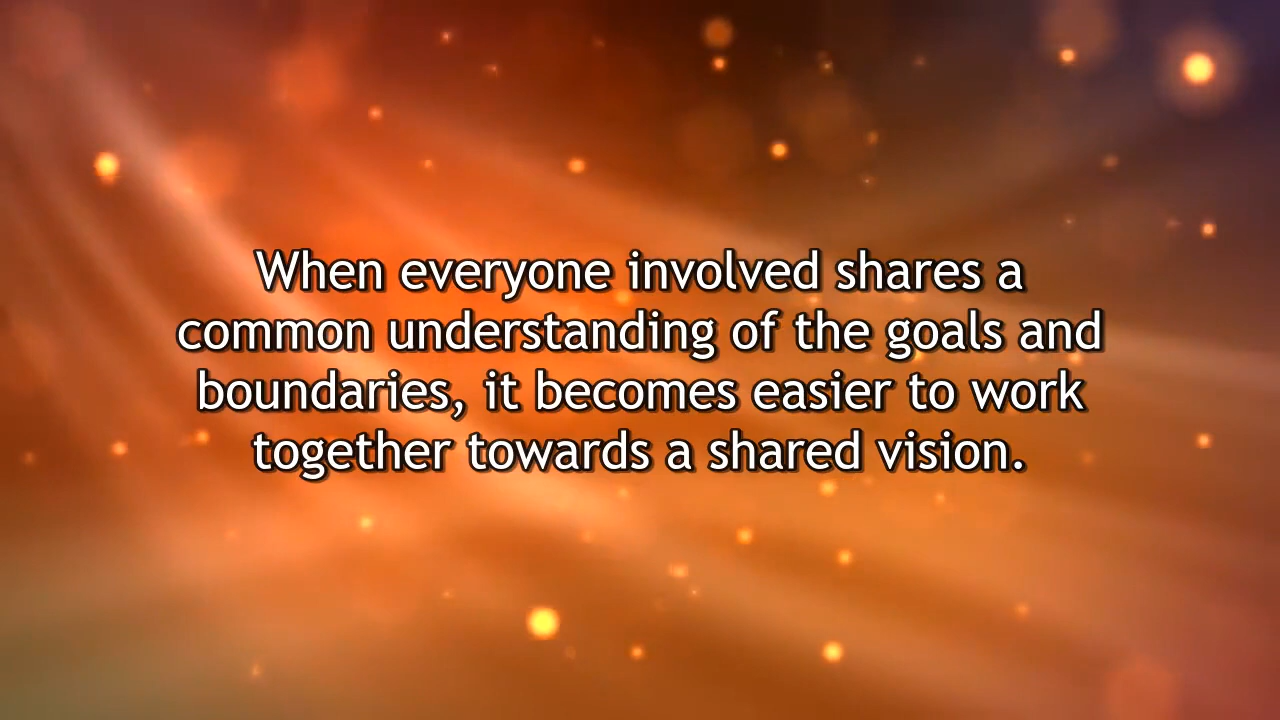 When everyone involved shares a
common understanding of the goals and
boundaries, it becomes easier to work
together towards a shared vision.